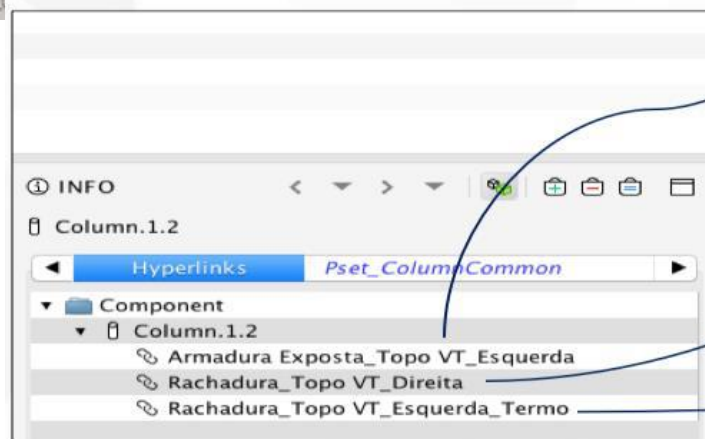 INFO
Column.1.2
Hyperlinks Pset_ColumnCommon
Component
Column.1.2
Armadura Exposta_Topo VT_Esquerda
Rachadura_Topo VT_Direita
Rachadura_Topo VT_Esquerda_Termo